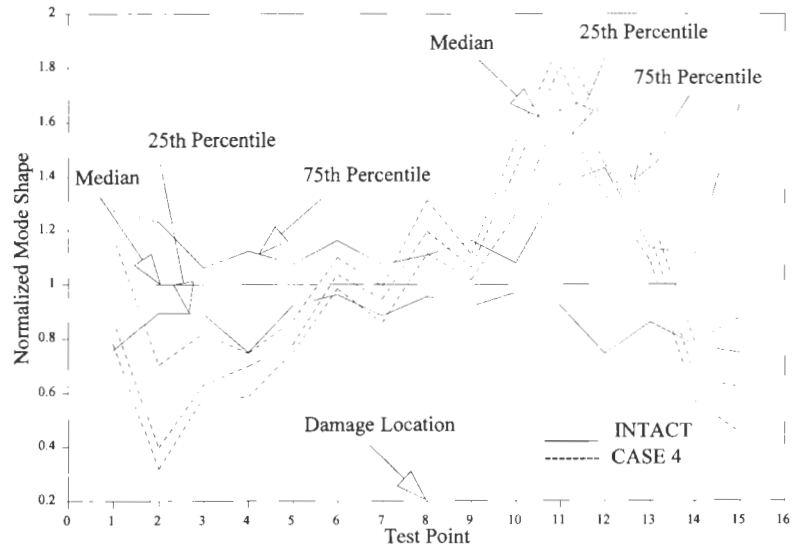 2
1.8
1.6
1.4
1.2
1
0.8
0.6
0.4
0.2
Normalized Mode Shape
Median
25th Percentile
75th Percentile
25th Percentile
Median
75th Percentile
Damage Location
INTACT
CASE 4
0 1 2 3 4 5 6 7 8 9 10 11 12 13 14 15 16
Test Point